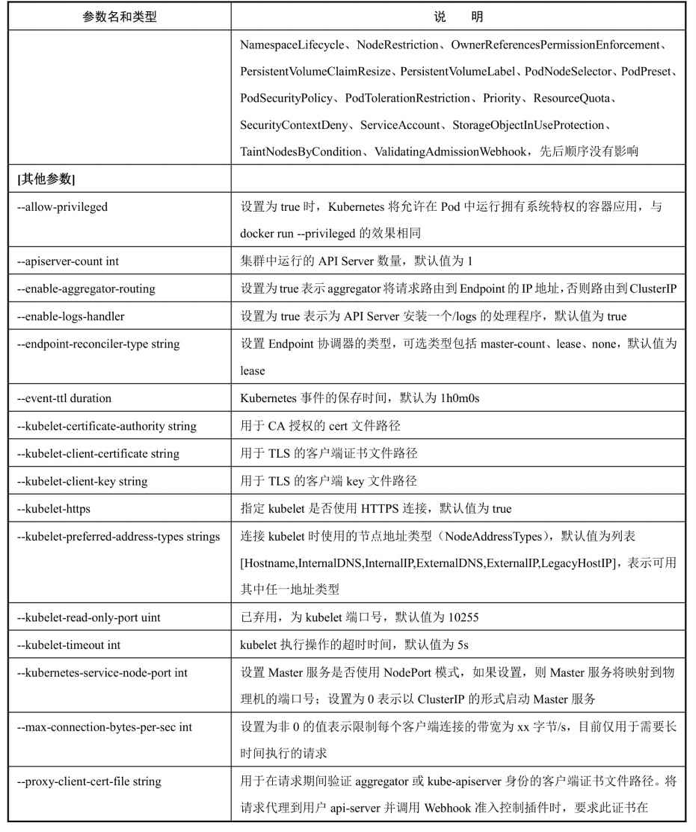 参数名和类型 说 明
NamespaceLifecycle、NodeRestriction、OwnerReferencesPermissionEnforcement、
PersistentVolumeClaimResize、PersistentVolumeLabel、PodNodeSelector、PodPreset、
PodSecurityPolicy、PodTolerationRestriction、Priority、ResourceQuota、
SecurityContextDeny、ServiceAccount、StorageObjectInUseProtection、
TaintNodesByCondition、ValidatingAdmissionWebhook，先后顺序没有影响
[其他参数]
--allow-privileged 设置为 true 时，Kubernetes 将允许在 Pod 中运行拥有系统特权的容器应用，与
docker run --privileged 的效果相同
--apiserver-count int 集群中运行的 API Server 数量，默认值为 1
--enable-aggregator-routing 设置为 true 表示 aggregator 将请求路由到 Endpoint 的 IP 地址，否则路由到 ClusterIP
--enable-logs-handler 设置为 true 表示为 API Server 安装一个/logs 的处理程序，默认值为 true
--endpoint-reconciler-type string 设置 Endpoint 协调器的类型，可选类型包括 master-count、lease、none，默认值为
lease
--event-ttl duration Kubernetes 事件的保存时间，默认为 1h0m0s
--kubelet-certificate-authority string 用于 CA 授权的 cert 文件路径
--kubelet-client-certificate string 用于 TLS 的客户端证书文件路径
--kubelet-client-key string 用于 TLS 的客户端 key 文件路径
--kubelet-https 指定 kubelet 是否使用 HTTPS 连接，默认值为 true
--kubelet-preferred-address-types strings 连接 kubelet 时使用的节点地址类型（NodeAddressTypes），默认值为列表
[Hostname,InternalDNS,InternalIP,ExternalDNS,ExternalIP,LegacyHostIP]，表示可用
其中任一地址类型
--kubelet-read-only-port uint 已弃用，为 kubelet 端口号，默认值为 10255
--kubelet-timeout int kubelet 执行操作的超时时间，默认值为 5s
--kubernetes-service-node-port int 设置 Master 服务是否使用 NodePort 模式，如果设置，则 Master 服务将映射到物
理机的端口号；设置为 0 表示以 ClusterIP 的形式启动 Master 服务
--max-connection-bytes-per-sec int 设置为非 0 的值表示限制每个客户端连接的带宽为 xx 字节/s，目前仅用于需要长
时间执行的请求
--proxy-client-cert-file string 用于在请求期间验证 aggregator 或 kube-apiserver 身份的客户端证书文件路径。将
请求代理到用户 api-server 并调用 Webhook 准入控制插件时，要求此证书在